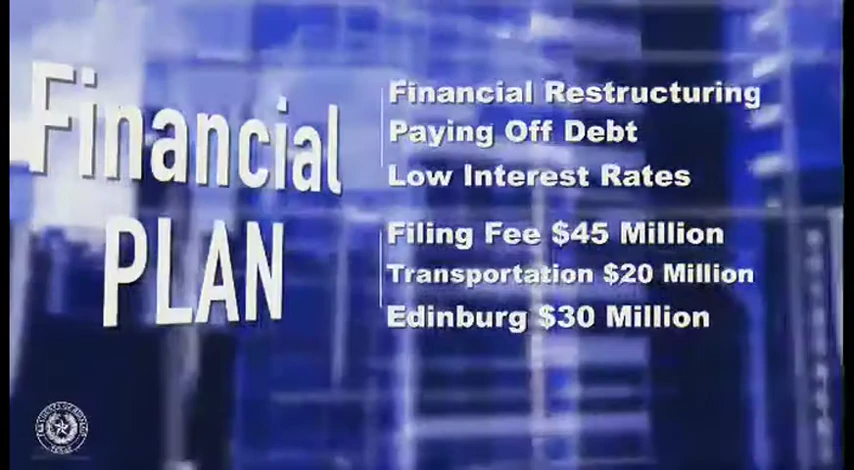 Financial
PLAN
Financial Restructuring
Paying Off Debt
Low Interest Rates
Filing Fee $45 Million
Transportation $20 Million
Edinburg $30 Million